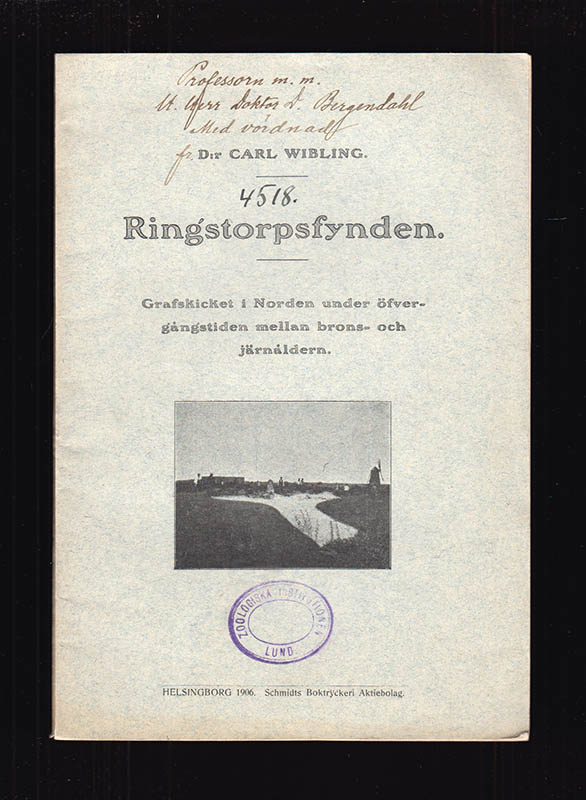 Professorn m. m.
Herr Doktor D. Bergendahl
Med vördnad
fr. D:r CARL WIBLING.
4518.
Ringstorpsfynden.
Grafskicket i Norden under öfver-
gångstiden mellan brons- och
järnåldern.
ZOOLOGISKA INSTITUTIONEN
LUND
HELSINGBORG 1906. Schmidts Boktryckeri Aktiebolag.